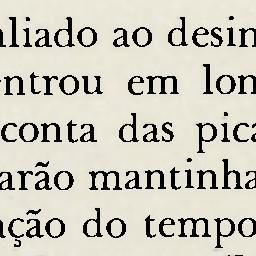 aliado ao desin
entrou em lon
conta das pica
arão mantinha
ação do tempo